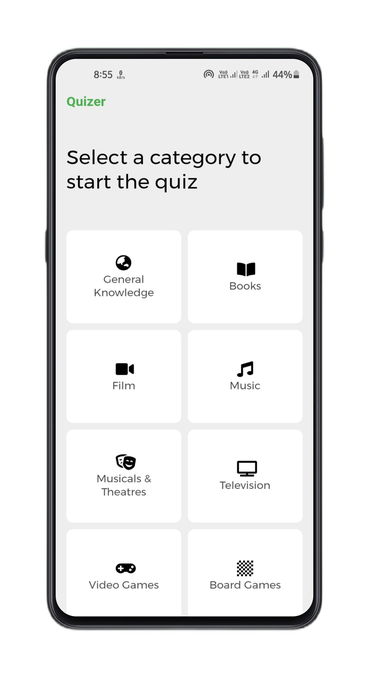 8:55
44%
Quizer
Select a category to
start the quiz
General
Knowledge
Books
Film
Music
Musicals &
Theatres
Television
Video Games
Board Games